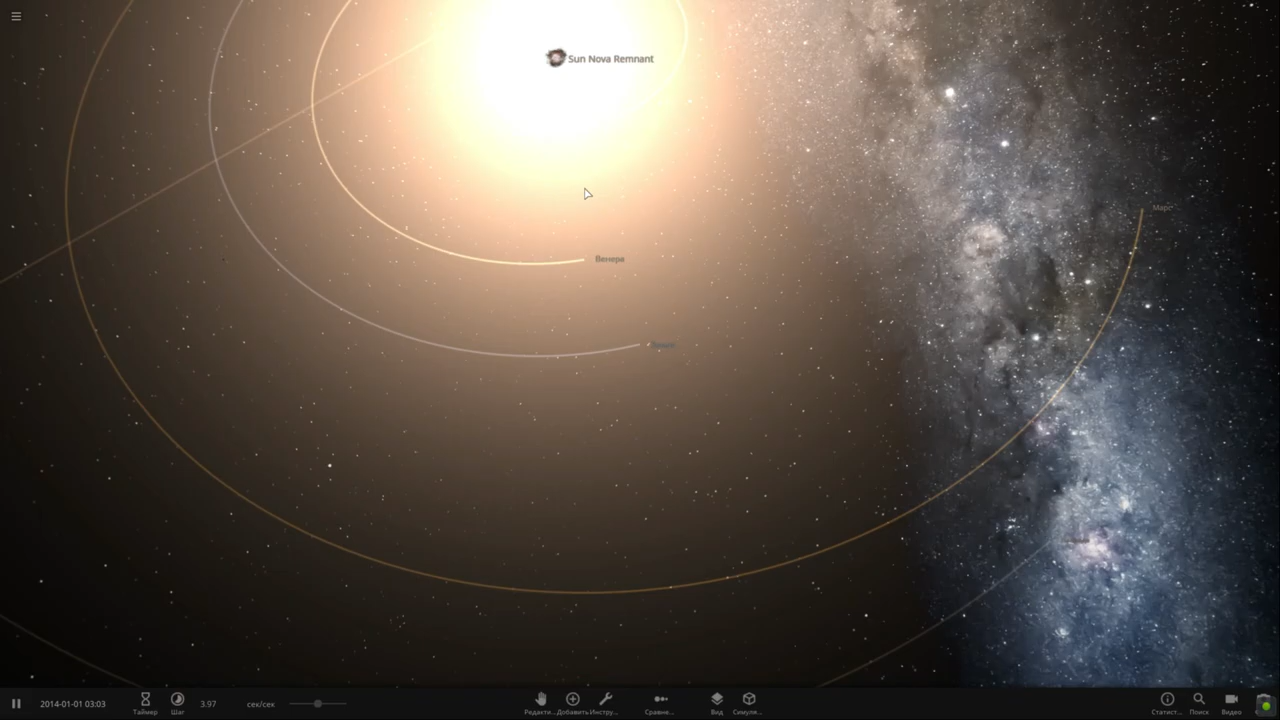 Sun Nova Remnant
Марс
Венера
2014-01-01 03:03
Таймер
Шаг
3.97
сек/сек
Редакти...
Добавить
Инстру...
Сравне...
Вид
Симуля...
Статист...
Поиск
Видео